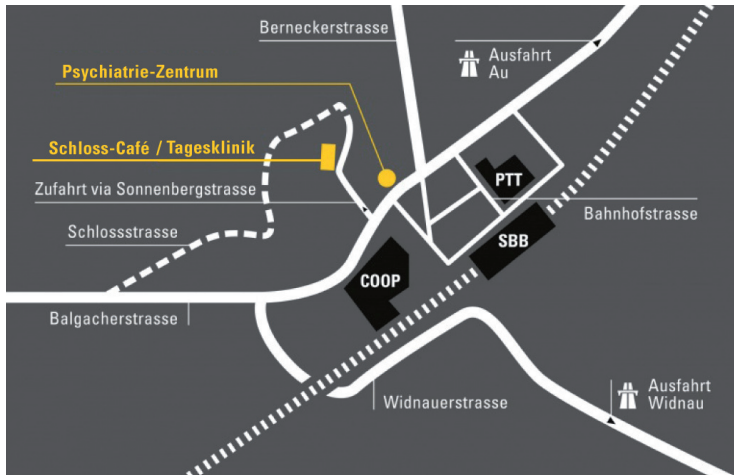 Berneckerstrasse
Ausfahrt
Au
Psychiatrie-Zentrum
Schloss-Café / Tagesklinik
PTT
Zufahrt via Sonnenbergstrasse
Bahnhofstrasse
Schlossstrasse
SBB
COOP
Balgacherstrasse
Ausfahrt
Widnau
Widnauerstrasse